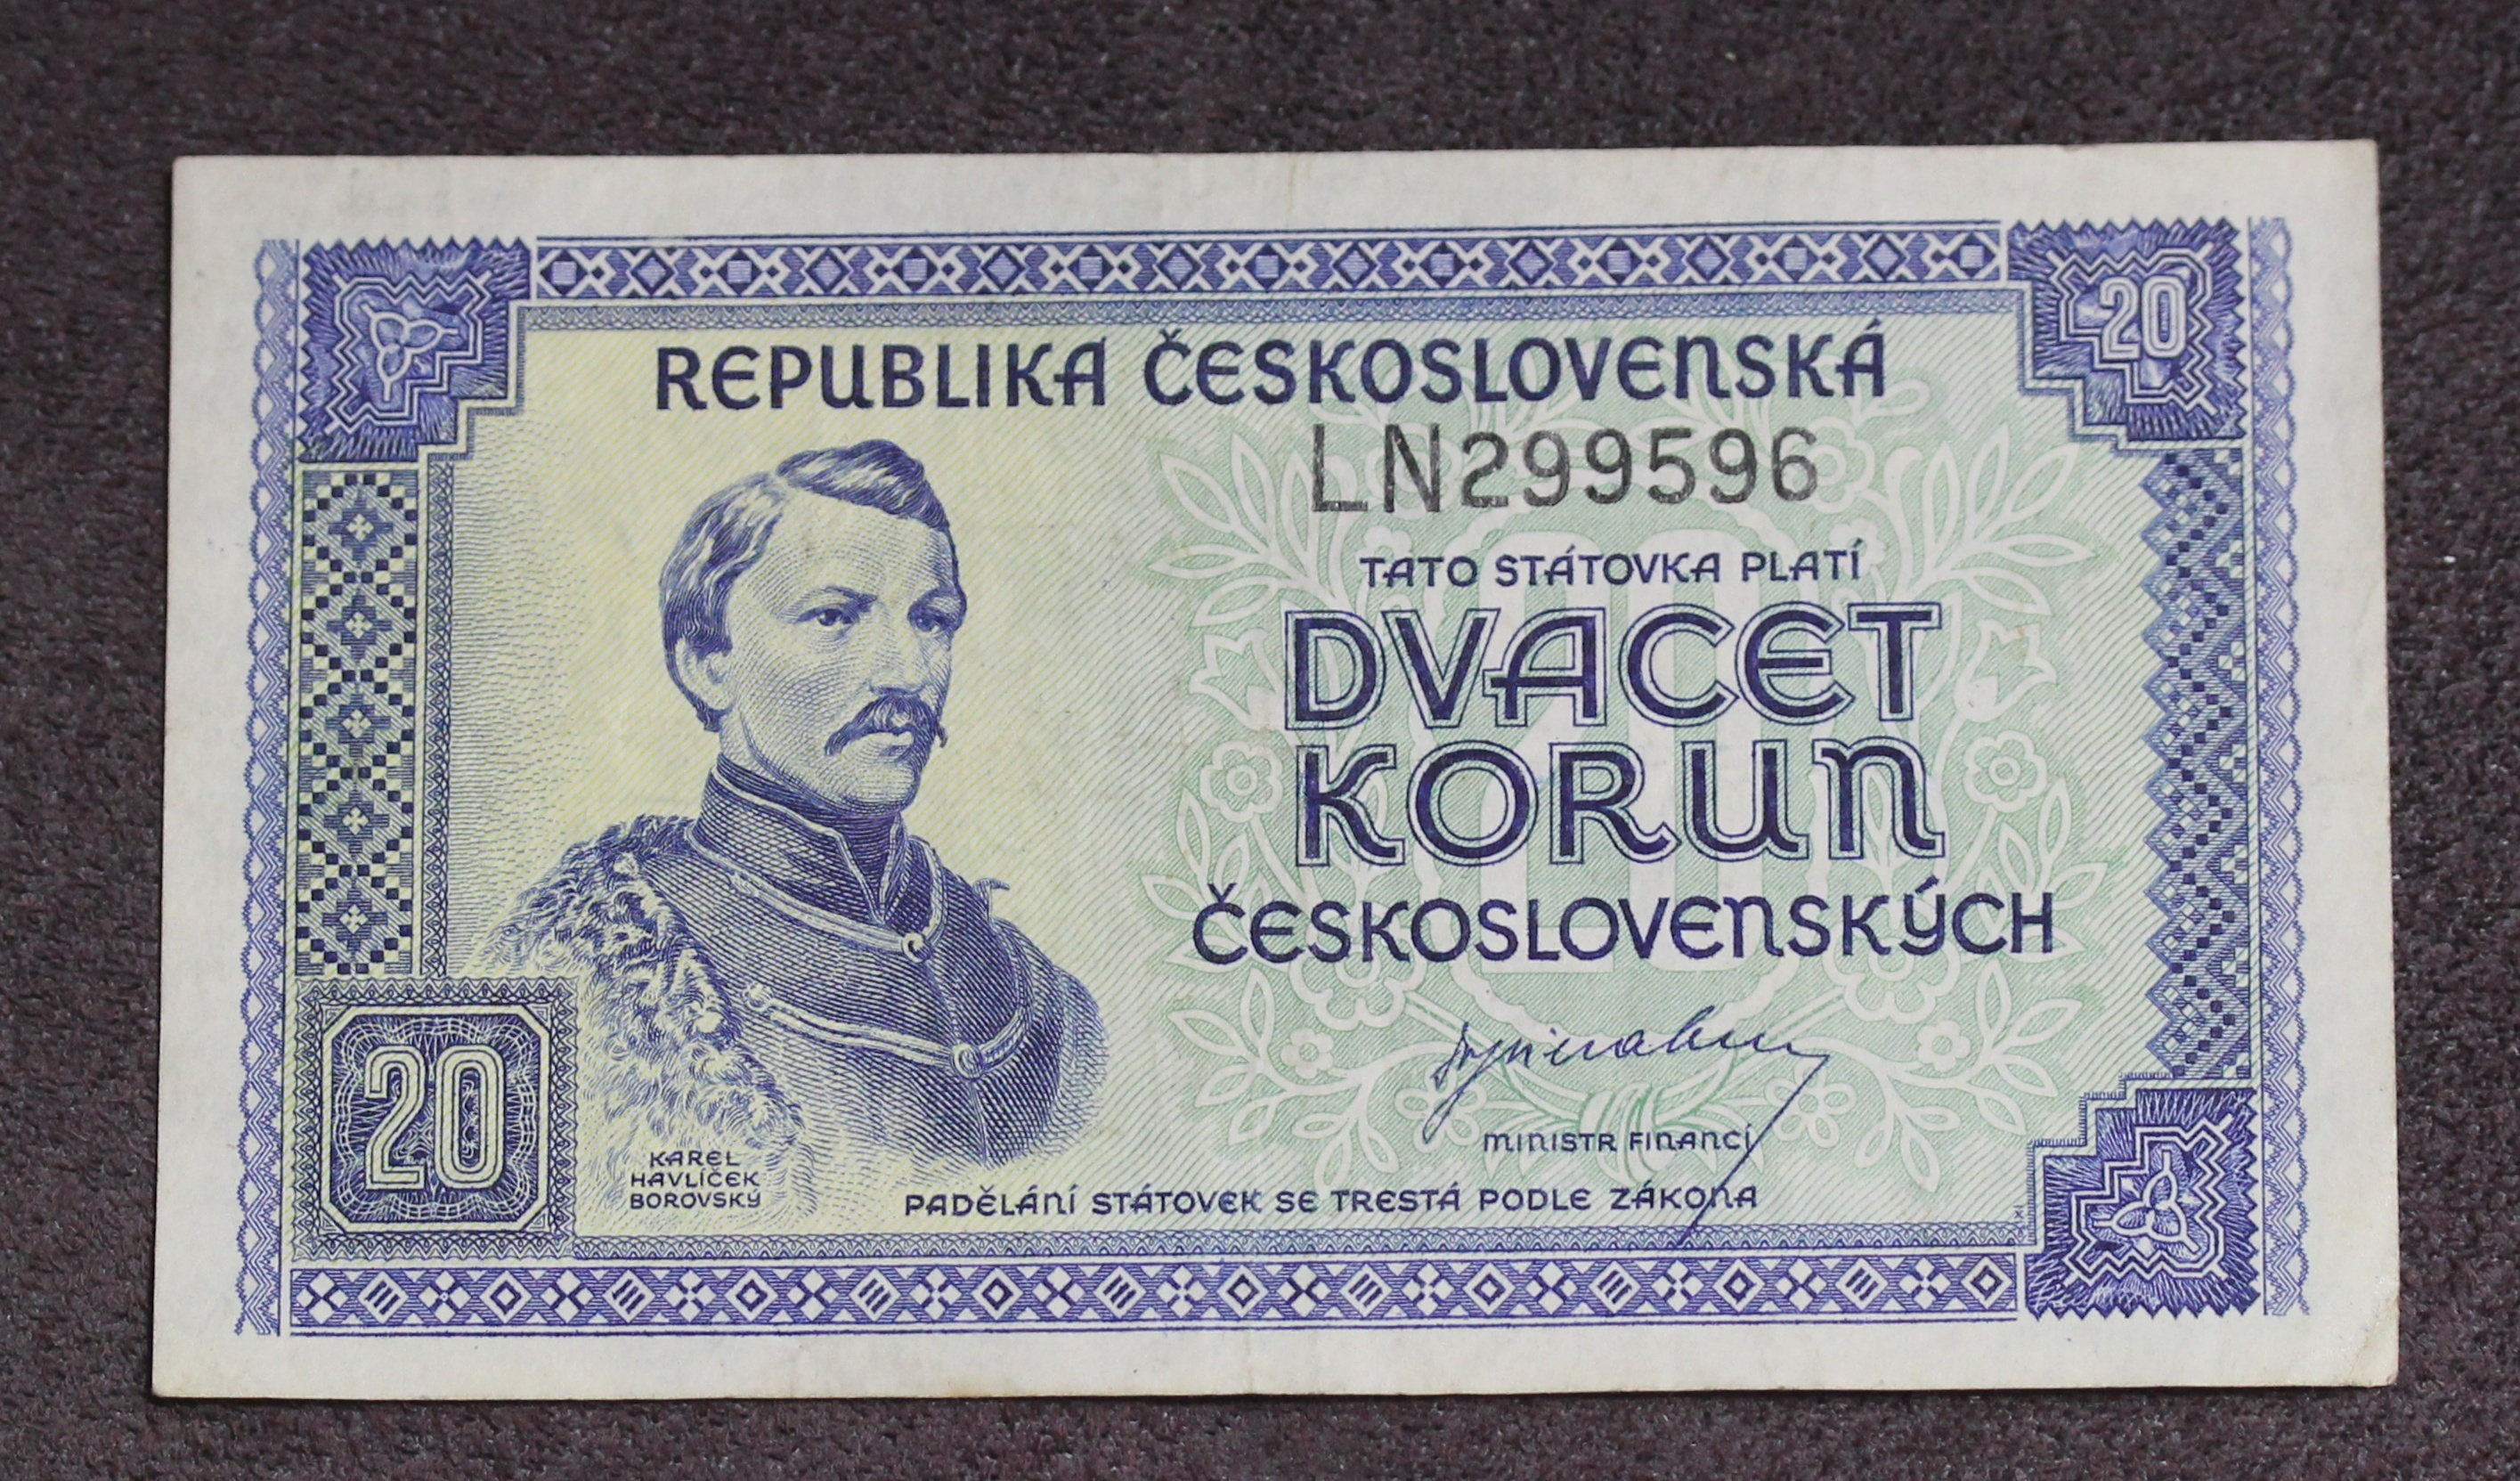 20
REPUBLIKA ČESKOSLOVENSKÁ
LN299596
TATO STÁTOVKA PLATÍ
DVACET
KORUN
ČESKOSLOVENSKÝCH
MINISTR FINANCÍ
20
KAREL
HAVLÍČEK
BOROVSKÝ
PADĚLÁNÍ STÁTOVEK SE TRESTÁ PODLE ZÁKONA